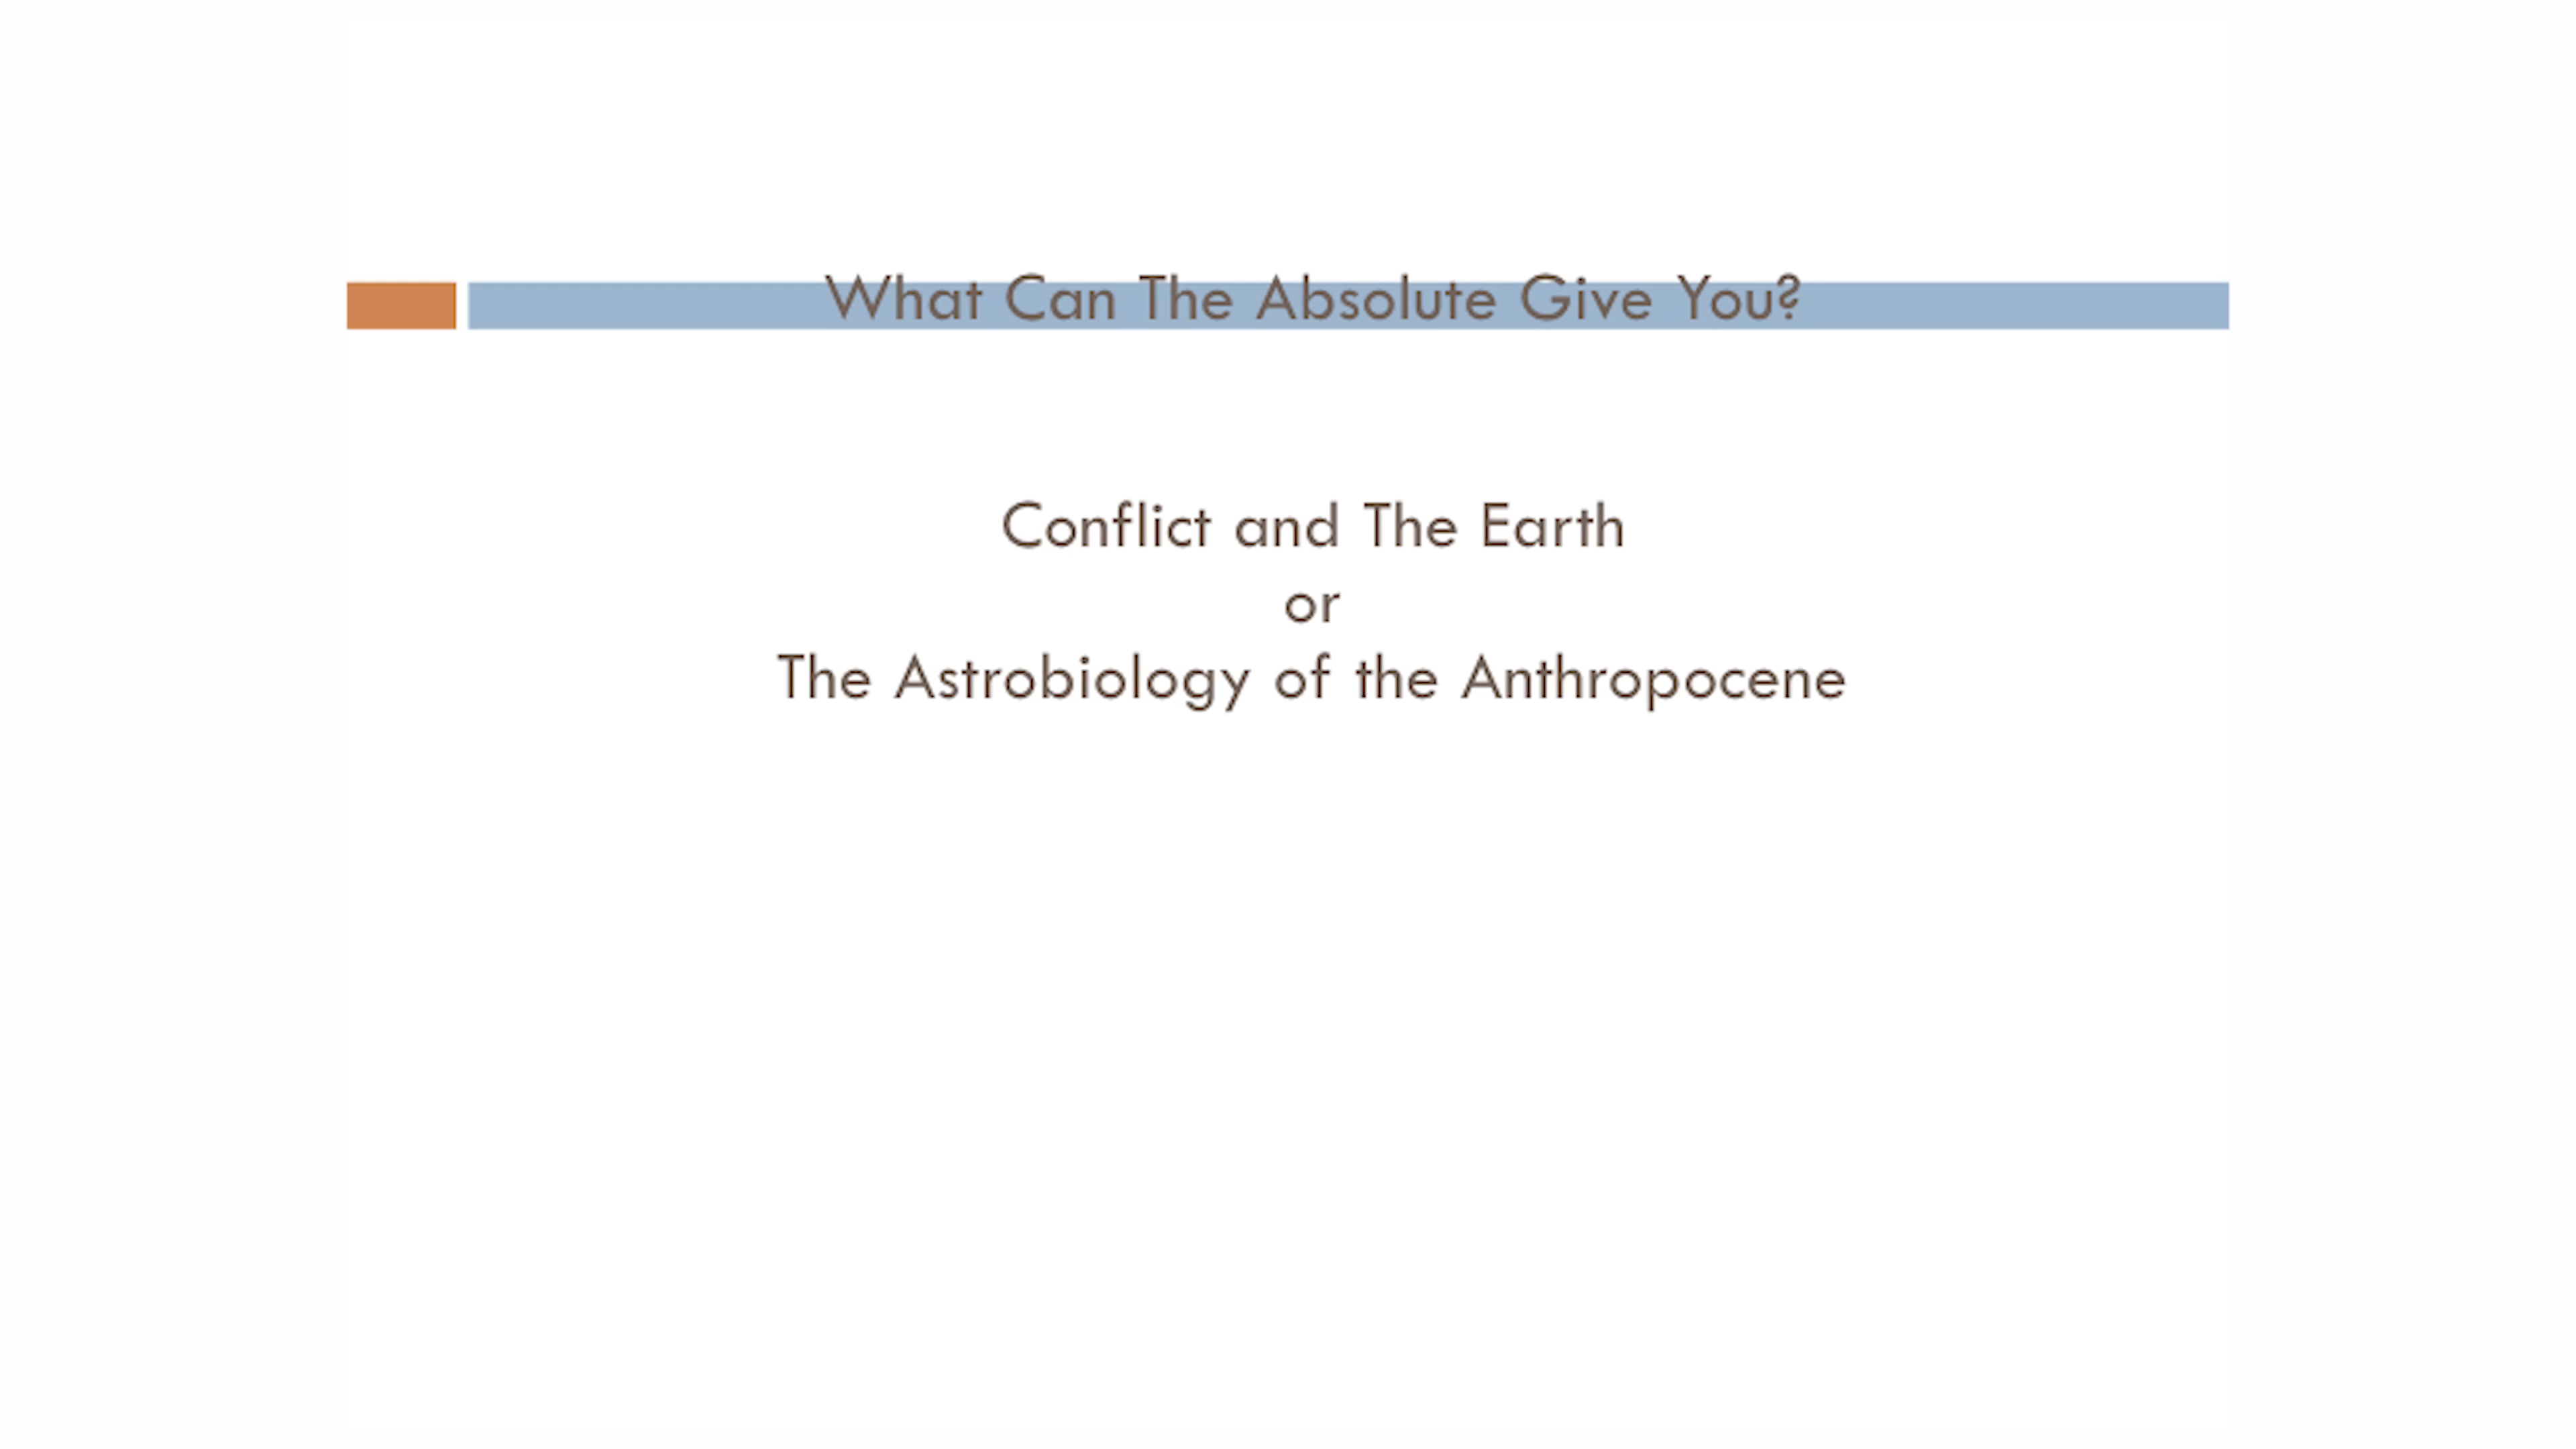 What Can The Absolute Give You?
Conflict and The Earth
or
The Astrobiology of the Anthropocene